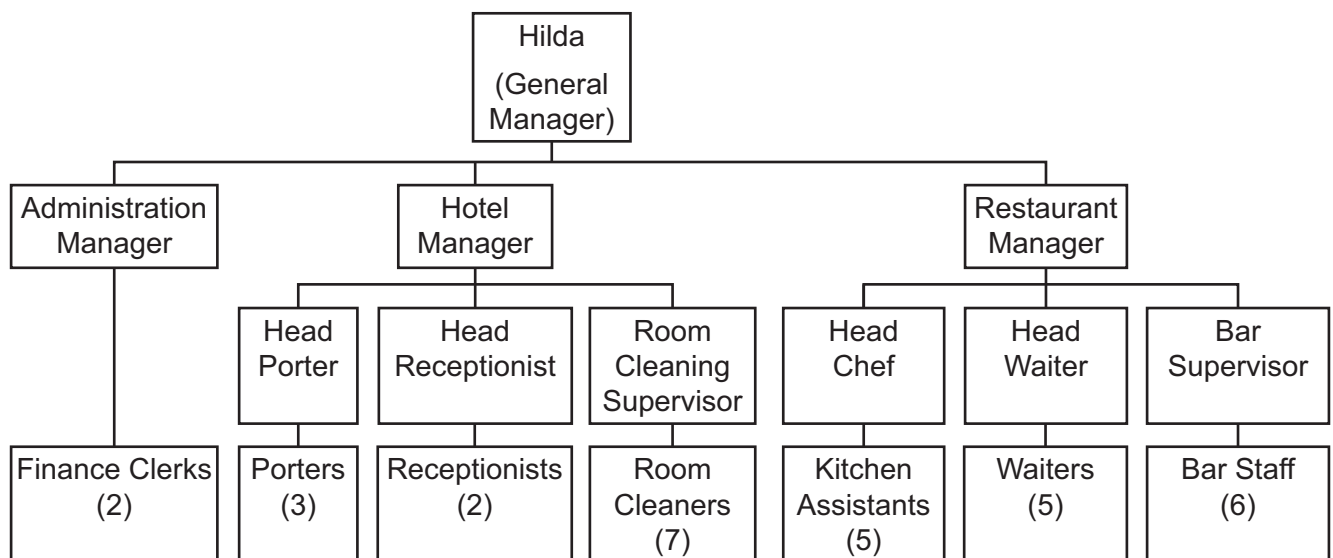 Hilda
(General
Manager)
Administration
Manager
Hotel
Manager
Restaurant
Manager
Head
Porter
Head
Receptionist
Room
Cleaning
Supervisor
Head
Chef
Head
Waiter
Bar
Supervisor
Finance Clerks
(2)
Porters
(3)
Receptionists
(2)
Room
Cleaners
(7)
Kitchen
Assistants
(5)
Waiters
(5)
Bar Staff
(6)